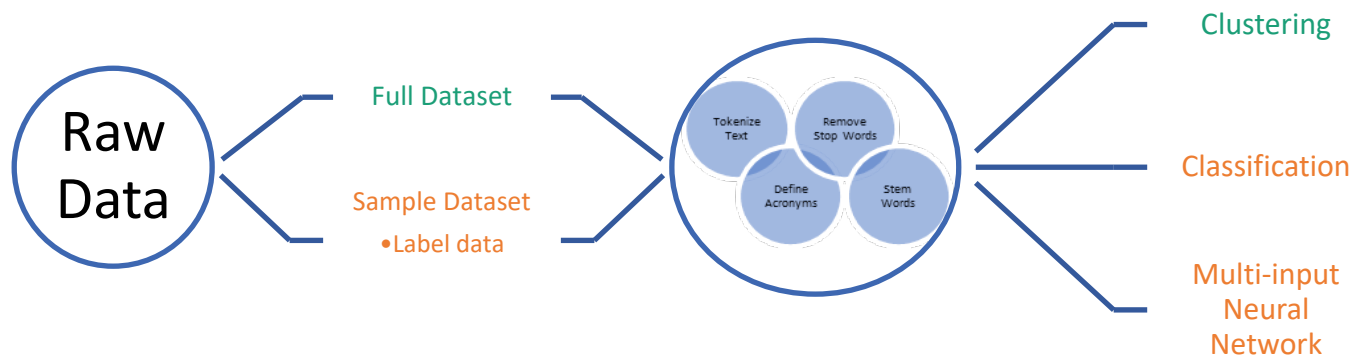 Raw
Data
Full Dataset
Sample Dataset
•Label data
Tokenize
Text
Remove
Stop Words
Define
Acronyms
Stem
Words
Clustering
Classification
Multi-input
Neural
Network